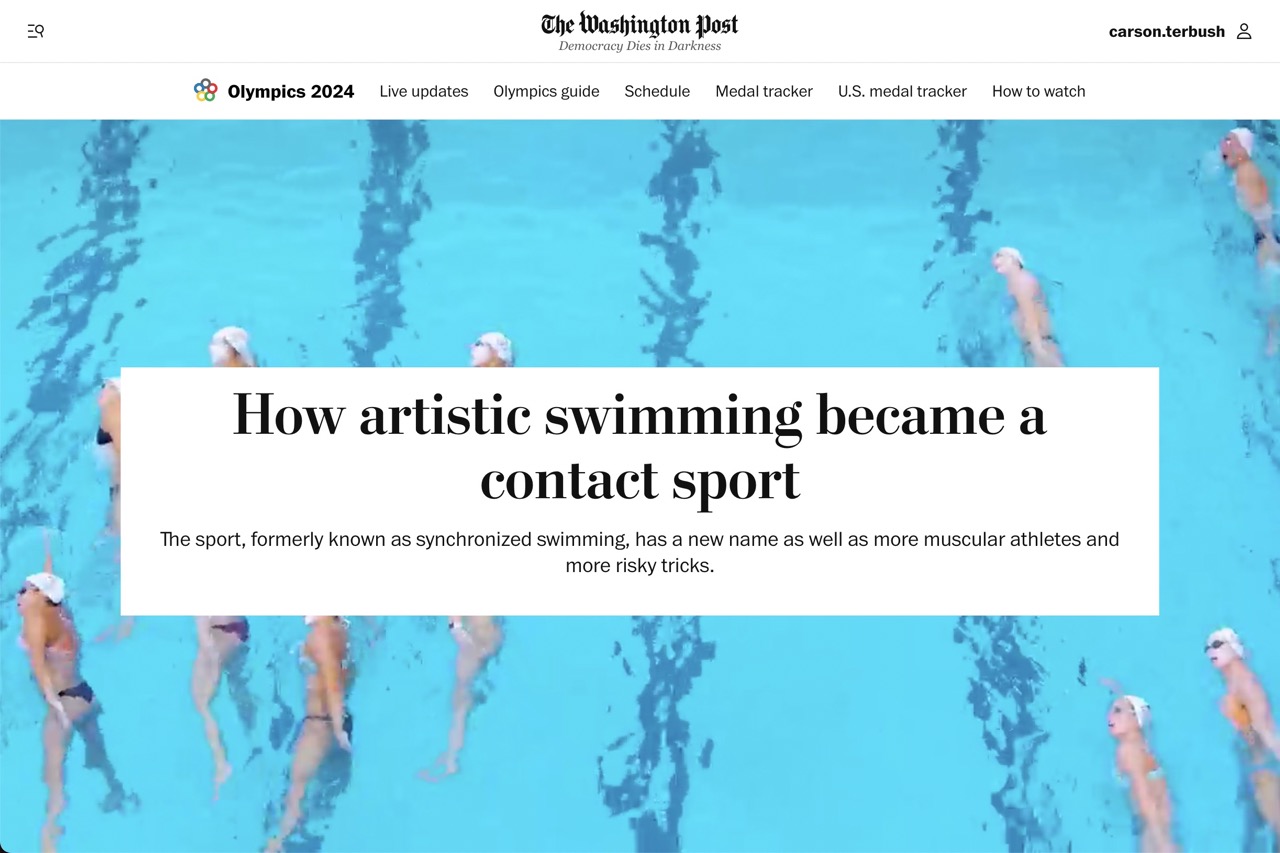 The Washington Post
Democracy Dies in Darkness
carson.terbush
Olympics 2024 Live updates Olympics guide Schedule Medal tracker U.S. medal tracker How to watch
How artistic swimming became a
contact sport
The sport, formerly known as synchronized swimming, has a new name as well as more muscular athletes and
more risky tricks.